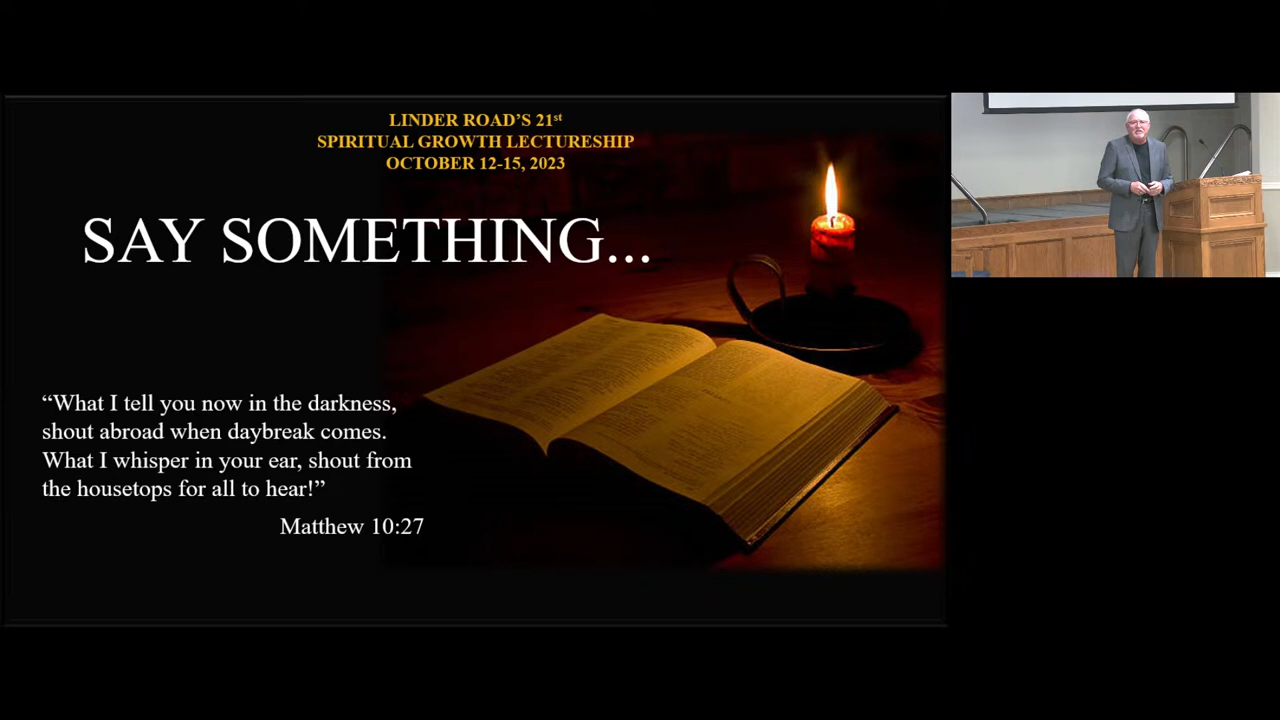 LINDER ROAD'S 21st
SPIRITUAL GROWTH LECTURESHIP
OCTOBER 12-15, 2023
SAY SOMETHING...
“What I tell you now in the darkness,
shout abroad when daybreak comes.
What I whisper in your ear, shout from
the housetops for all to hear!”
Matthew 10:27